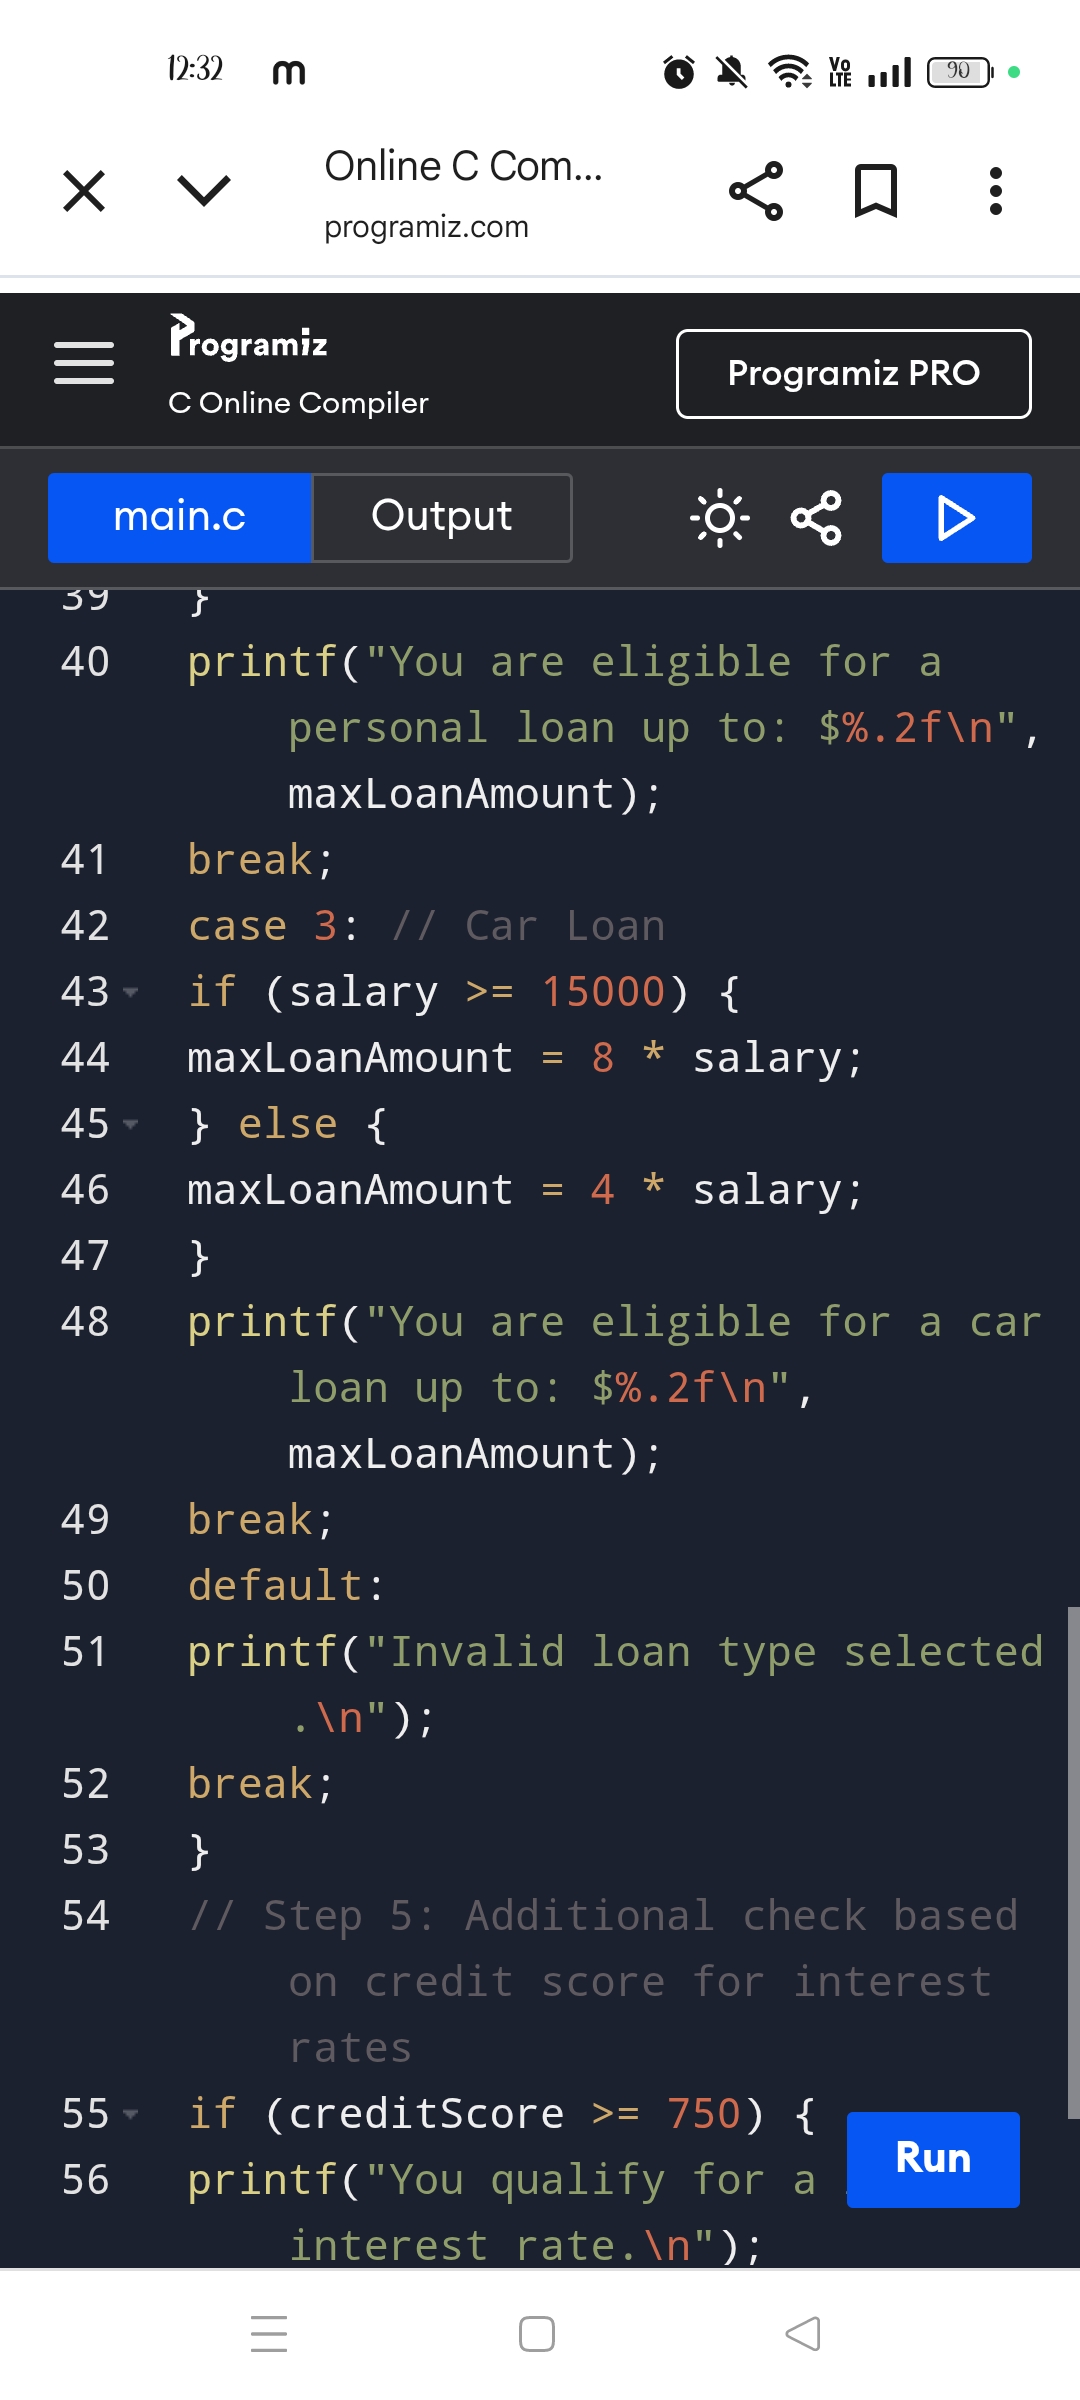 12:32 m Vo LTE 90
Online C Com...
programiz.com
Programiz
C Online Compiler
Programiz PRO
main.c Output
39 }
40 printf("You are eligible for a
personal loan up to: $%.2f\n",
maxLoanAmount);
41 break;
42 case 3: // Car Loan
43 if (salary >= 15000) {
44 maxLoanAmount = 8 * salary;
45 } else {
46 maxLoanAmount = 4 * salary;
47 }
48 printf("You are eligible for a car
loan up to: $%.2f\n",
maxLoanAmount);
49 break;
50 default:
51 printf("Invalid loan type selected
.\n");
52 break;
53 }
54 // Step 5: Additional check based
on credit score for interest
rates
55 if (creditScore >= 750) {
56 printf("You qualify for a
interest rate.\n");
Run